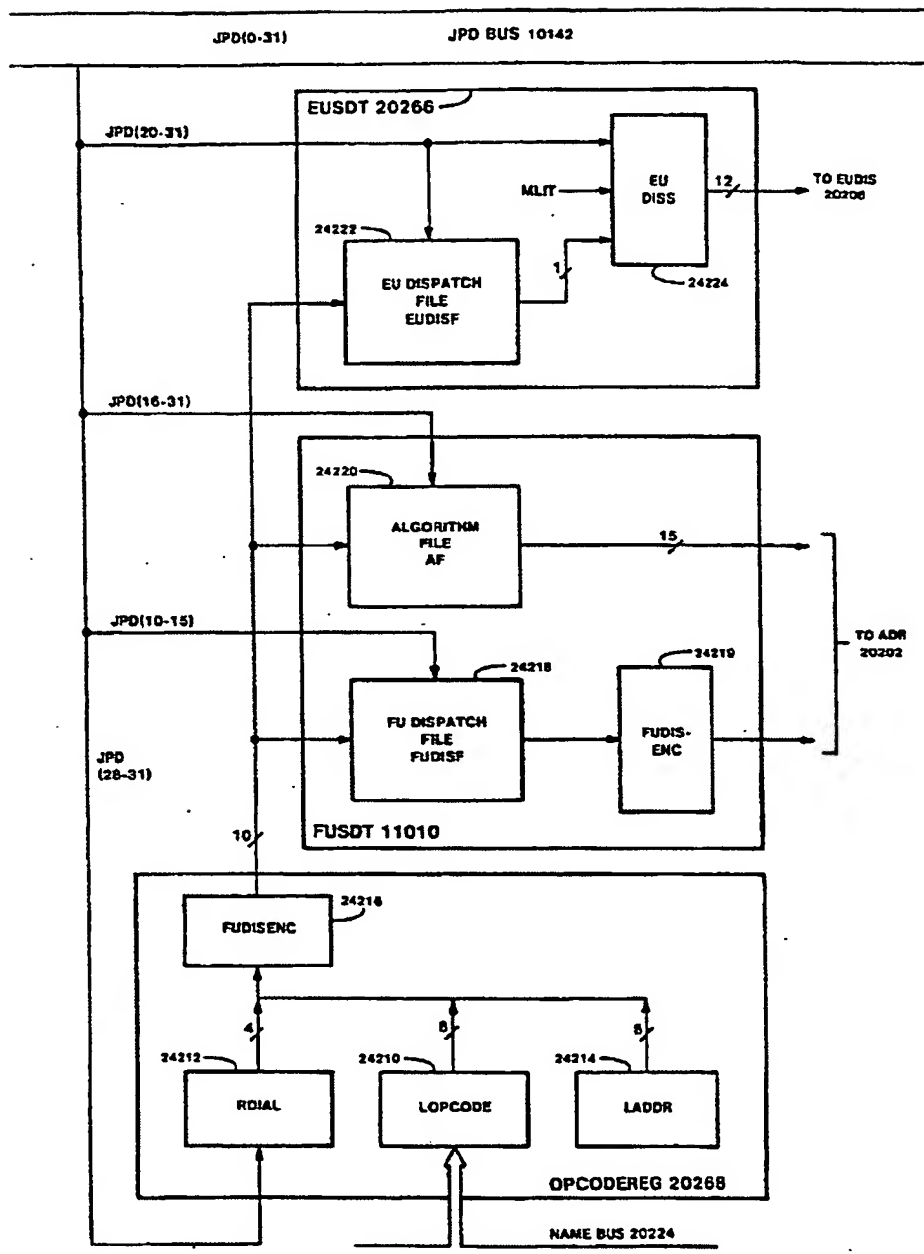 JPD(0-31) JPD BUS 10142
EUSDT 20266
JPD(20-31)
EU
DISS
12
TO EUDIS
20206
MLIT
24222
EU DISPATCH
FILE
EUDISF
1
24224
JPD(16-31)
24220
ALGORITHM
FILE
AF
15
JPD(10-15)
TO ADR
20202
24218
24219
FU DISPATCH
FILE
FUDISF
FUDIS-
ENC
JPD
(28-31)
FUSDT 11010
10
FUDISENC
24216
4
8
24212
24210
24214
RDIAL
LOPCODE
LADDR
OPCODEREG 20268
NAME BUS 20224